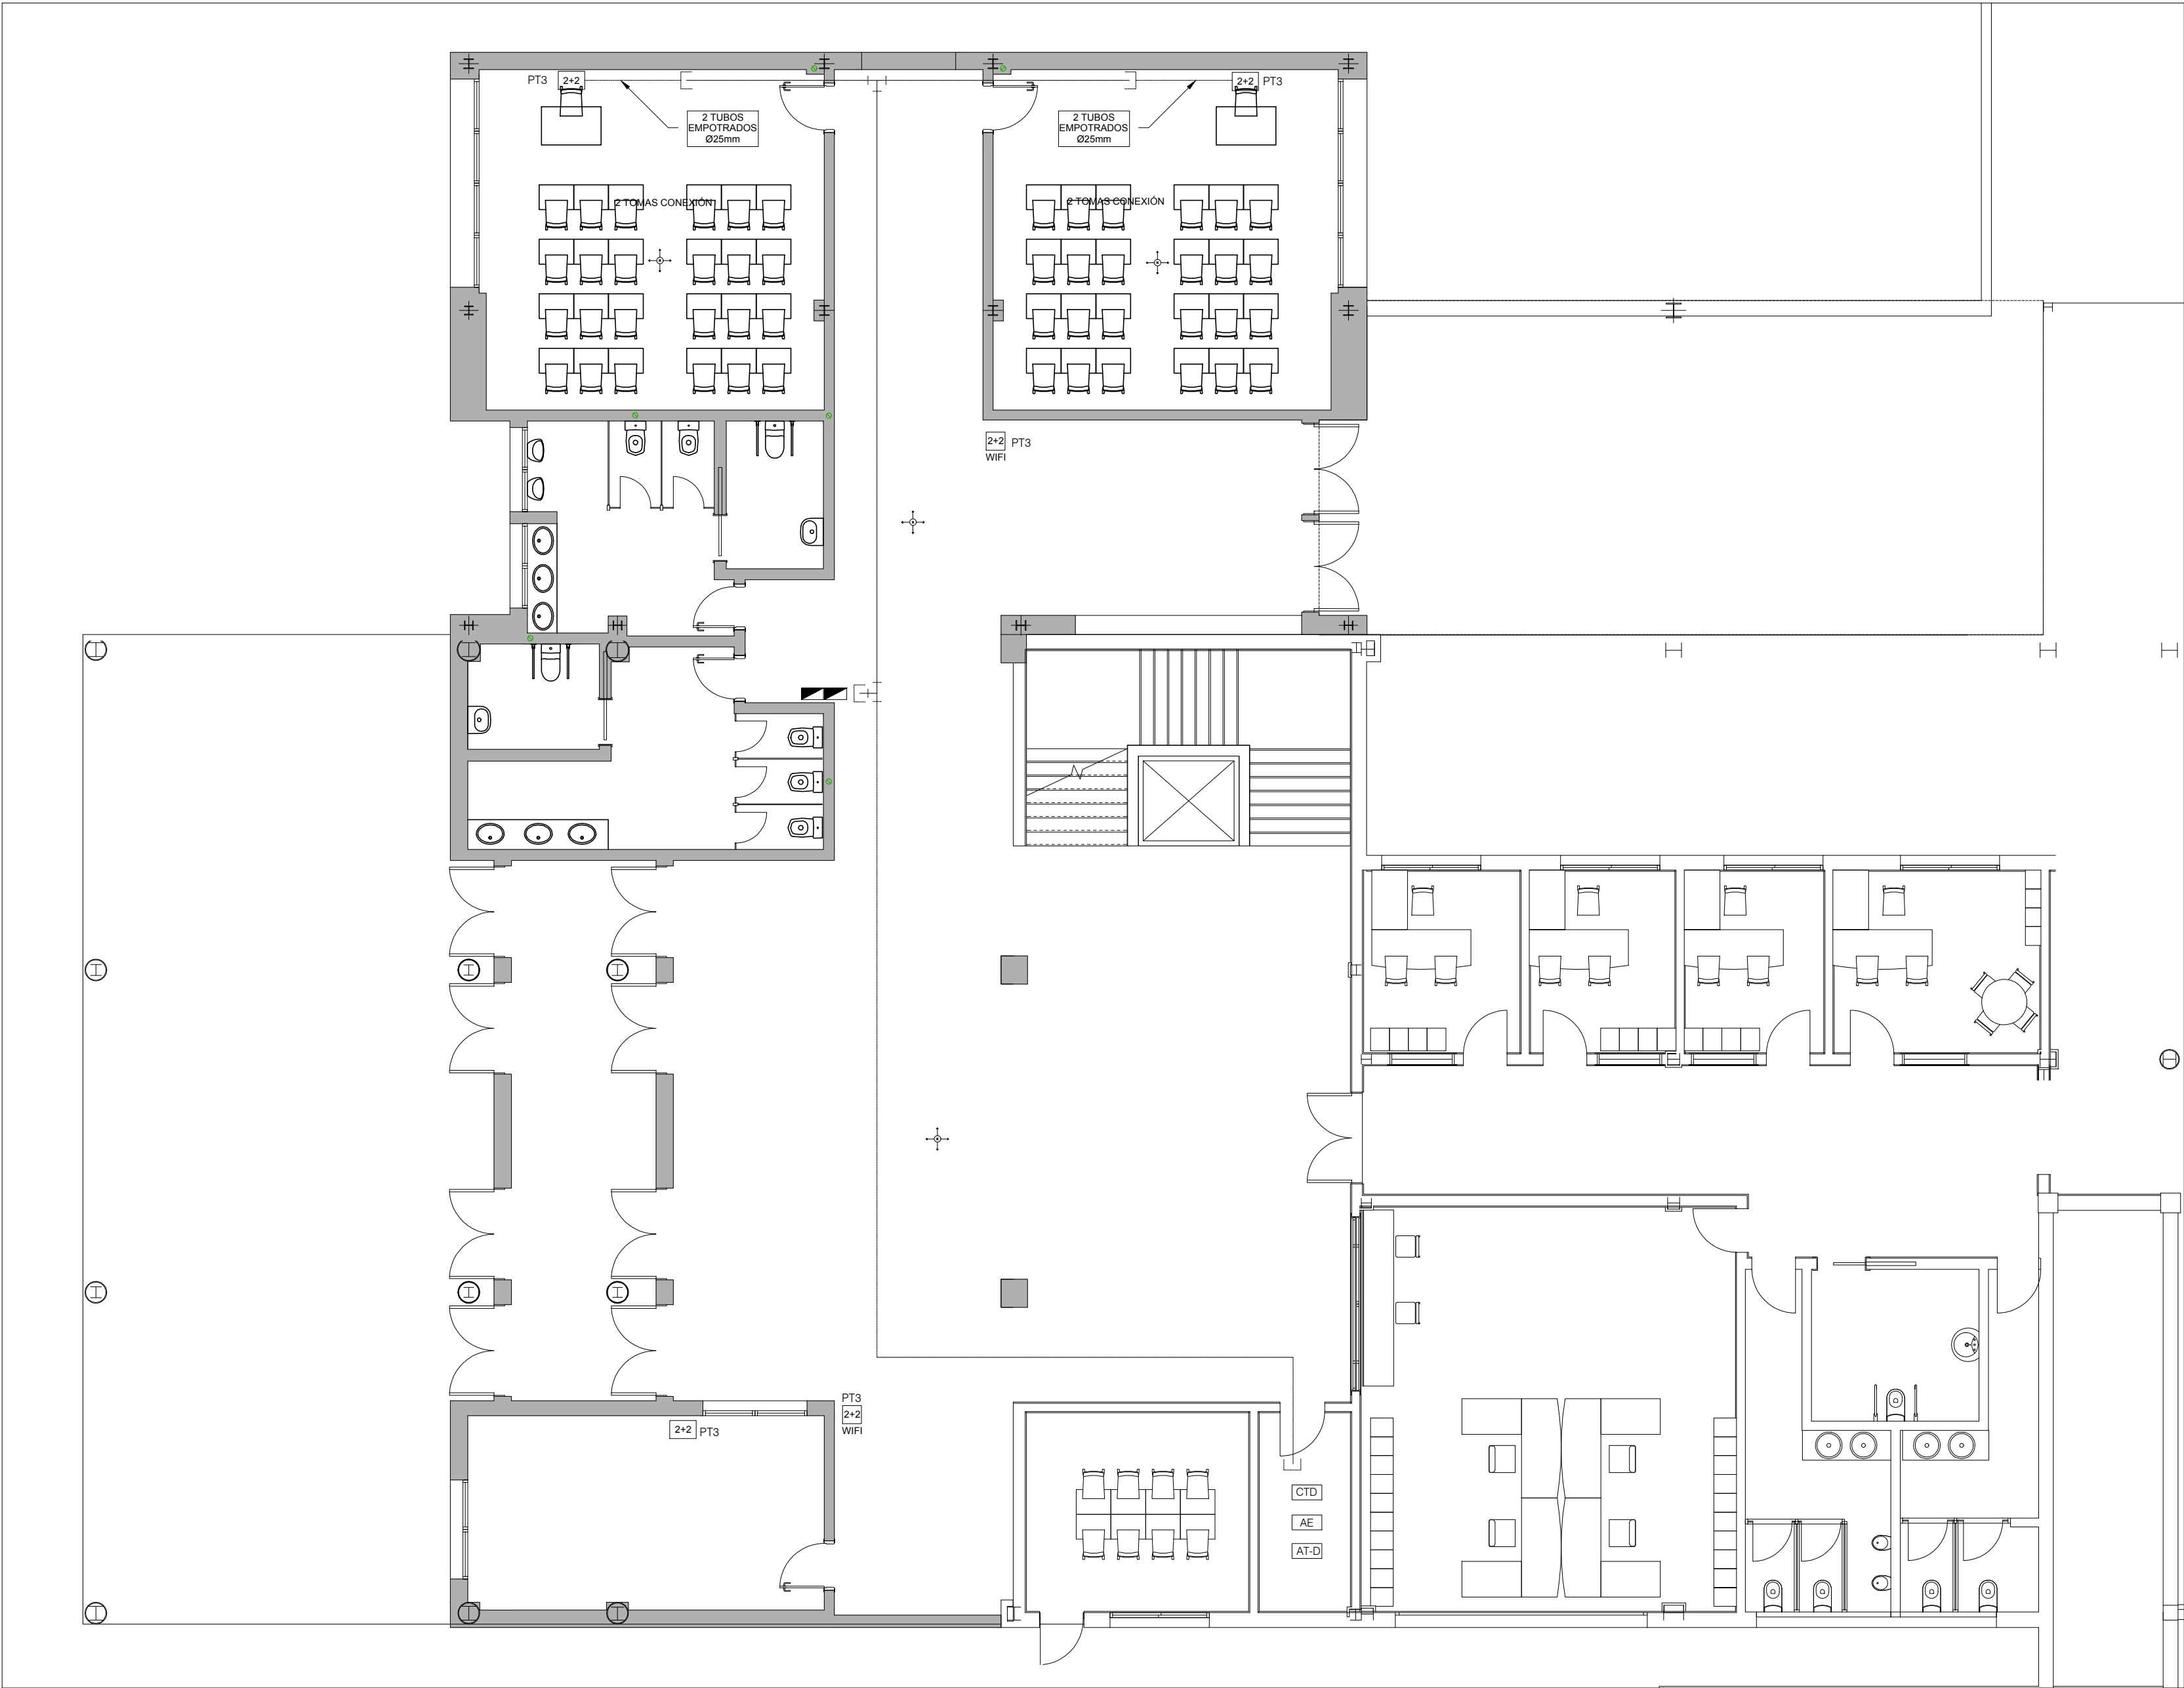 PT3
2+2
2+2
PT3
2 TUBOS
EMPOTRADOS
Ø25mm
2 TUBOS
EMPOTRADOS
Ø25mm
2 TOMAS CONEXIÓN
2 TOMAS CONEXIÓN
2+2
PT3
WIFI
PT3
2+2
WIFI
2+2
PT3
CTD
AE
AT-D